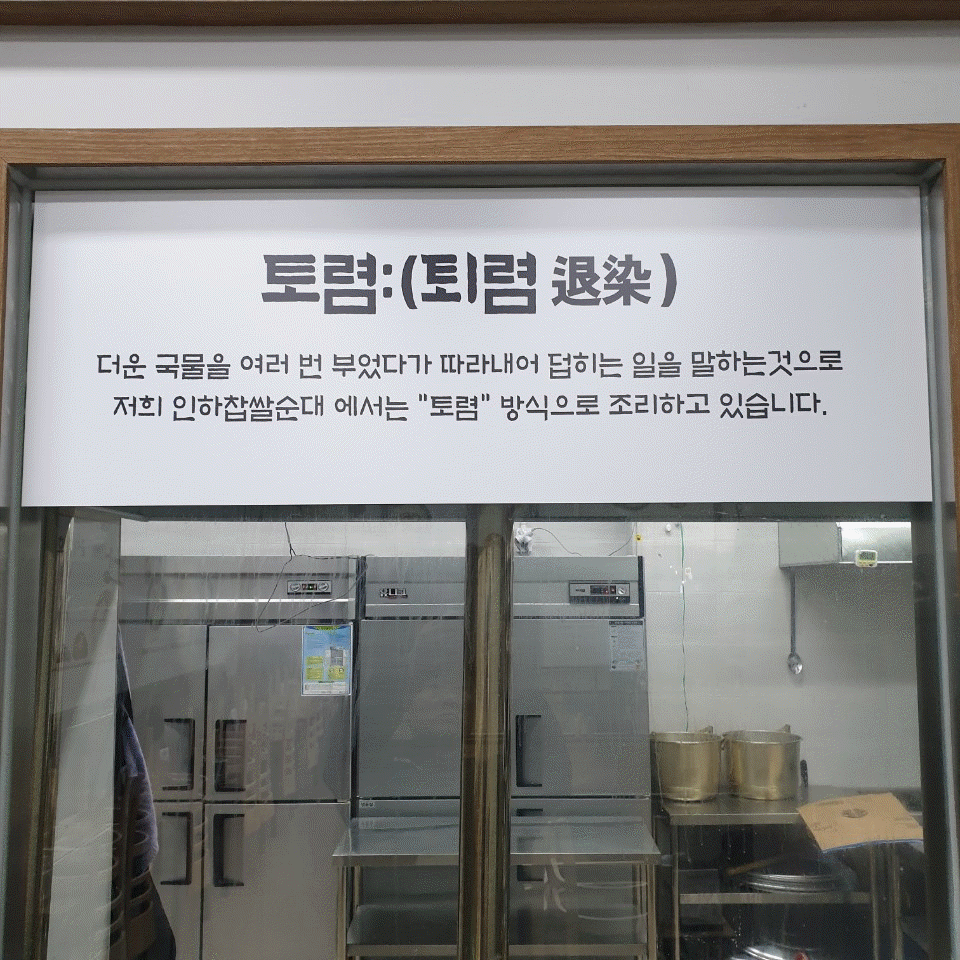 토렴:(퇴렴 退染)
더운 국물을 여러 번 부었다가 따라내어 덥히는 일을 말하는것으로
저희 인하찹쌀순대 에서는 "토렴" 방식으로 조리하고 있습니다.